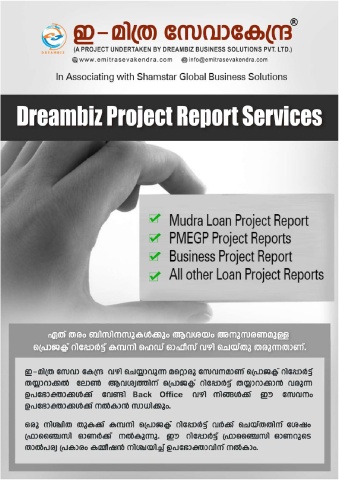 ഇ-മിത്ര സേവാകേന്ദ്ര®
(A PROJECT UNDERTAKEN BY DREAMBIZ BUSINESS SOLUTIONS PVT. LTD.)
www.emitrasevakendra.com info@emitrasevakendra.com
In Associating with Shamstar Global Business Solutions
Dreambiz Project Report Services
Mudra Loan Project Report
PMEGP Project Reports
Business Project Report
All other Loan Project Reports
ഏത് തരം ബിസിനസുകൾക്കും ആവശ്യം അനുസരണമുള്ള
പ്രൊജക്ട് റിപ്പോർട്ട് കമ്പനി ഹെഡ് ഓഫീസ് വഴി ചെയ്തു തരുന്നതാണ്.
ഇ-മിത്ര സേവാ കേന്ദ്ര വഴി ചെയ്യാവുന്ന മറ്റൊരു സേവനമാണ് പ്രൊജക്ട് റിപ്പോർട്ട്
തയ്യാറാക്കൽ ലോൺ ആവശ്യത്തിന് പ്രൊജക്ട് റിപ്പോർട്ട് തയ്യാറാക്കാൻ വരുന്ന
ഉപഭോക്താക്കൾക്ക് വേണ്ടി Back Office വഴി നിങ്ങൾക്ക് ഈ സേവനം
ഉപഭോക്താക്കൾക്ക് നൽകാൻ സാധിക്കും.
ഒരു നിശ്ചിത തുകക്ക് കമ്പനി പ്രൊജക്ട് റിപ്പോർട്ട് വർക്ക് ചെയ്തതിന് ശേഷം
ഫ്രാഞ്ചൈസി ഓണർക്ക് നൽകുന്നു. ഈ റിപ്പോർട്ട് ഫ്രാഞ്ചൈസി ഓണറുടെ
താൽപര്യ പ്രകാരം കമ്മീഷൻ നിശ്ചയിച്ച് ഉപഭോക്താവിന് നൽകാം.